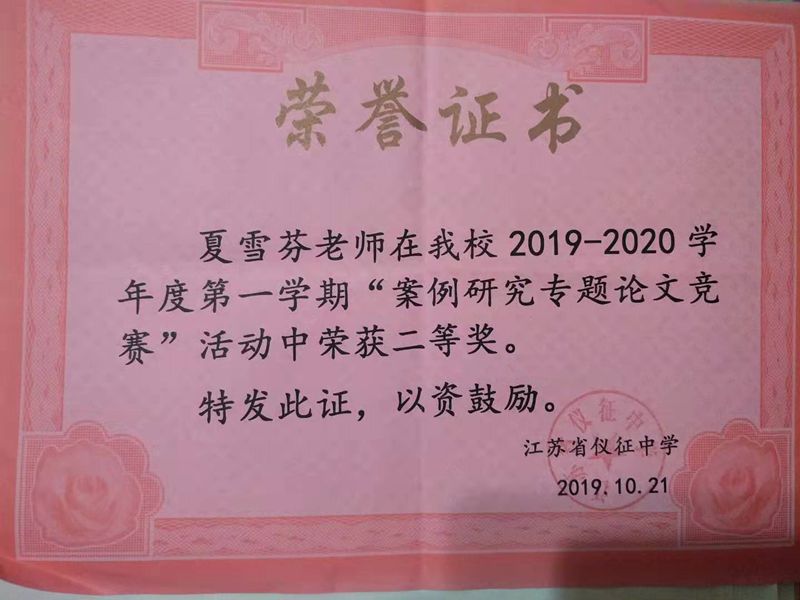 荣誉证书
夏雪芬老师在我校2019-2020学
年度第一学期“案例研究专题论文竞
赛”活动中荣获二等奖。
特发此证，以资鼓励。
江苏省仪征中学
2019.10.21